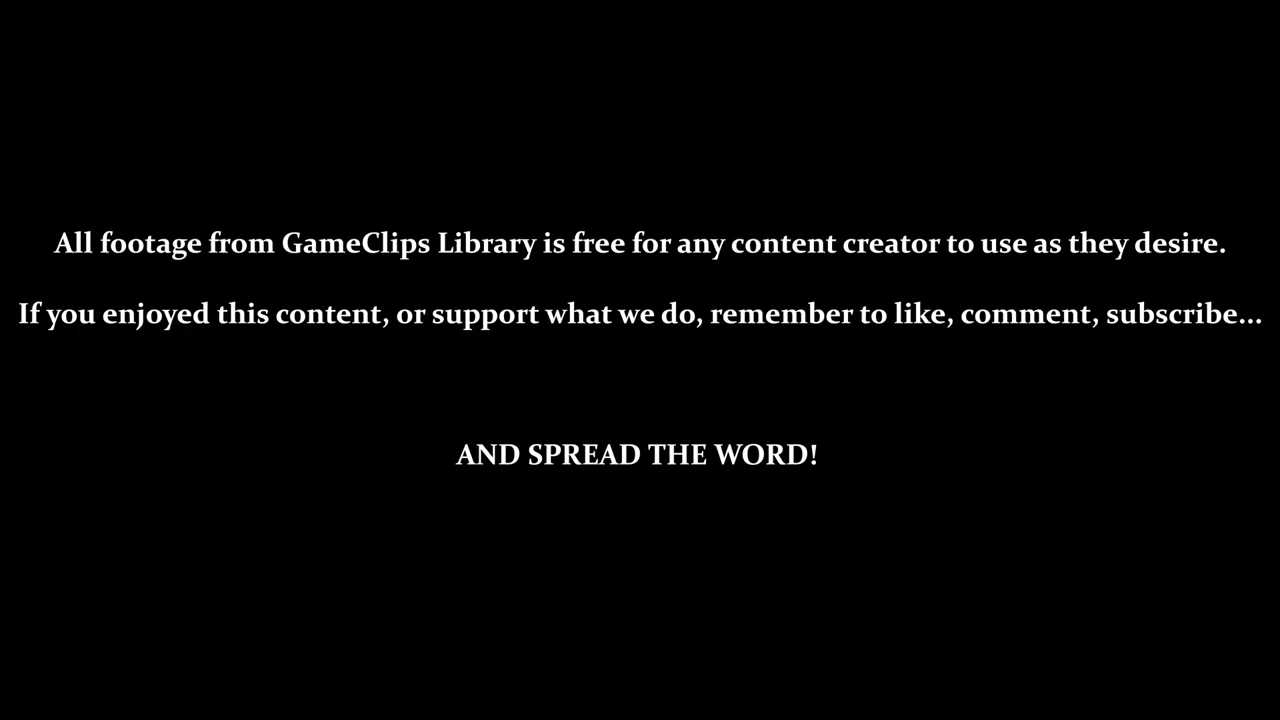 All footage from GameClips Library is free for any content creator to use as they desire.
If you enjoyed this content, or support what we do, remember to like, comment, subscribe...
AND SPREAD THE WORD!